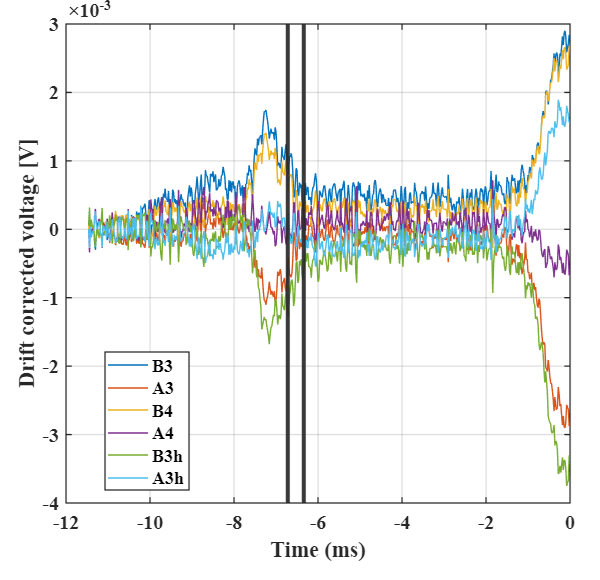 ×10⁻³
3
2
1
0
-1
-2
-3
-4
Drift corrected voltage [V]
B3
A3
B4
A4
B3h
A3h
-12 -10 -8 -6 -4 -2 0
Time (ms)